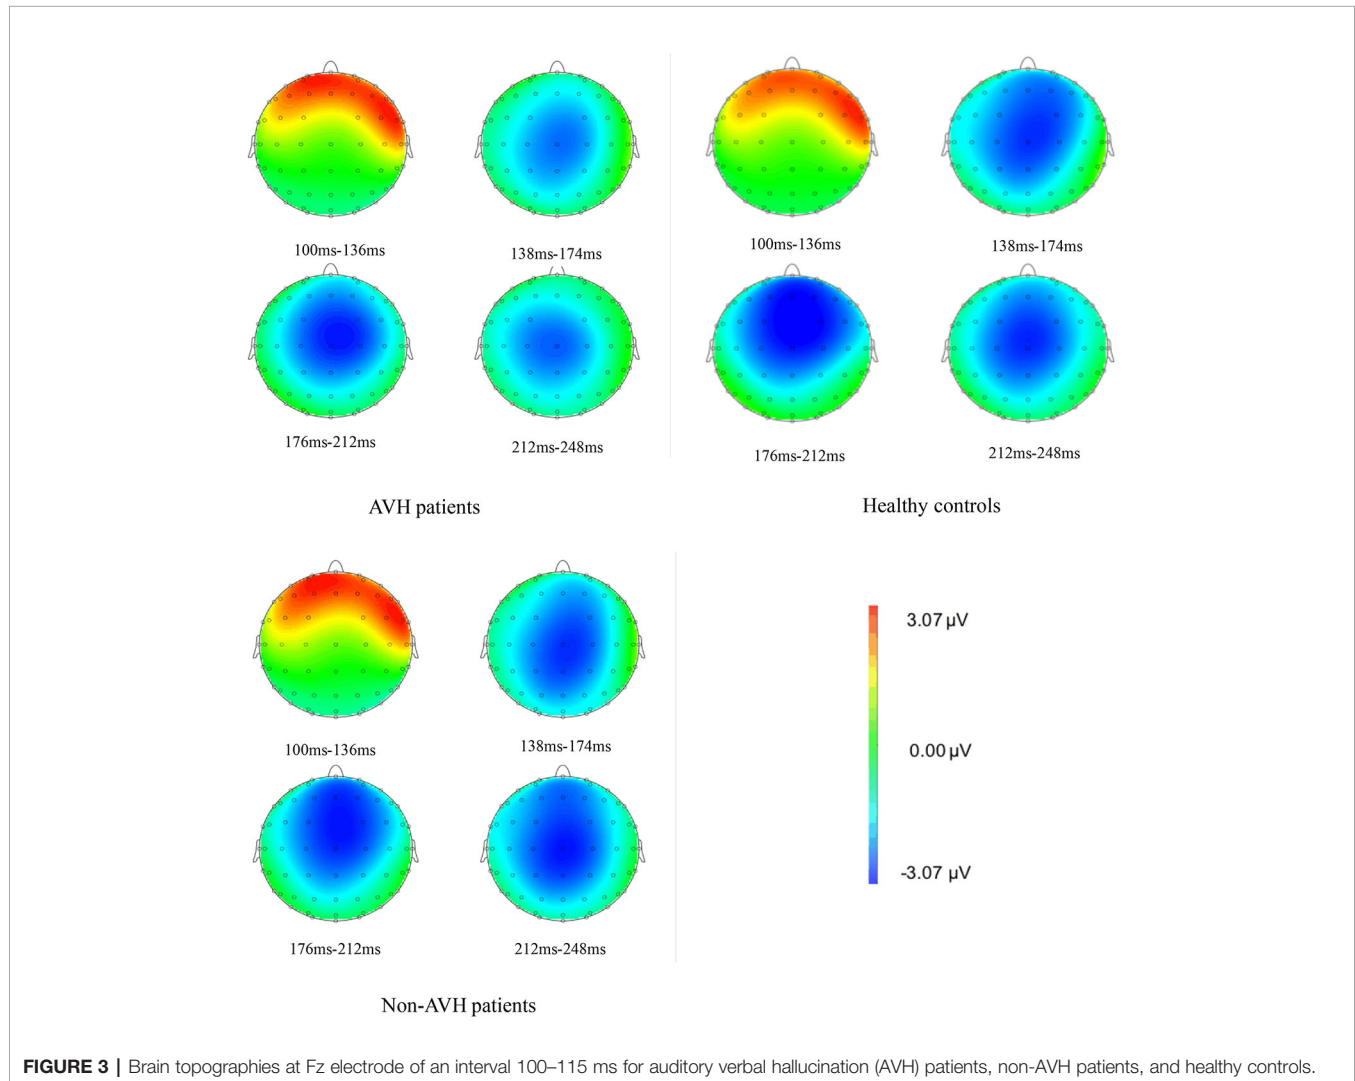 100ms-136ms
138ms-174ms
176ms-212ms
212ms-248ms
AVH patients
100ms-136ms
138ms-174ms
176ms-212ms
212ms-248ms
Healthy controls
100ms-136ms
138ms-174ms
176ms-212ms
212ms-248ms
Non-AVH patients
3.07 µV
0.00 µV
-3.07 µV
FIGURE 3 | Brain topographies at Fz electrode of an interval 100–115 ms for auditory verbal hallucination (AVH) patients, non-AVH patients, and healthy controls.